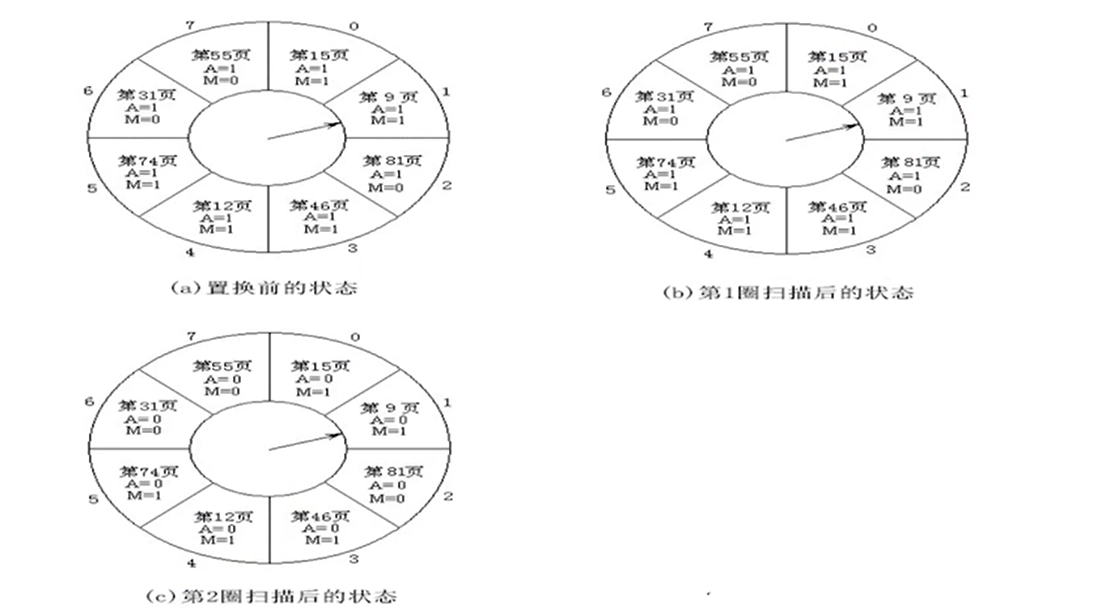 7
0
第55页
A=1
M=0
第15页
A=1
M=1
6
第31页
A=1
M=0
第 9 页
A=1
M=1
1
第74页
A=1
M=1
第81页
A=1
M=0
5
2
第12页
A=1
M=1
第46页
A=1
M=1
4
3
(a)置换前的状态
7
0
第55页
A=1
M=0
第15页
A=1
M=1
6
第31页
A=1
M=0
第 9 页
A=1
M=1
1
第74页
A=1
M=1
第81页
A=1
M=0
5
2
第12页
A=1
M=1
第46页
A=1
M=1
4
3
(b)第1圈扫描后的状态
7
0
第55页
A=0
M=0
第15页
A=0
M=1
6
第31页
A=0
M=0
第 9 页
A=0
M=1
1
第74页
A=0
M=1
第81页
A=0
M=0
5
2
第12页
A=0
M=1
第46页
A=0
M=1
4
3
(c)第2圈扫描后的状态